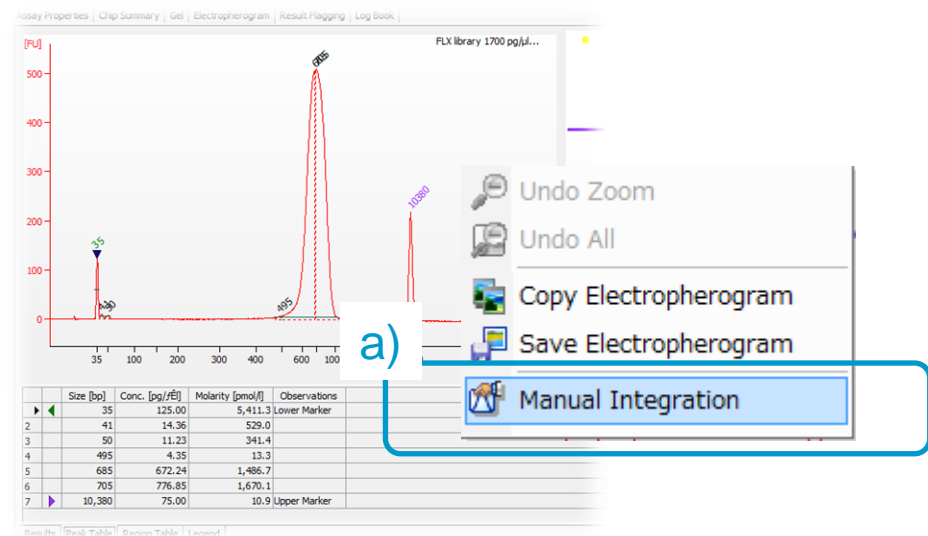 Assay Properties | Chip Summary | Gel | Electropherogram | Result Flagging | Log Book
[FU]
FLX library 1700 pg/µl...
500
400
300
200
100
0
35
41
50
495
705
10380
35 100 200 300 400 600 100
a)
Undo Zoom
Undo All
Copy Electropherogram
Save Electropherogram
Manual Integration
Size [bp] Conc. [pg/ƒÊl] Molarity [pmol/l] Observations
35 125.00 5,411.3 Lower Marker
2 41 14.36 529.0
3 50 11.23 341.4
4 495 4.35 13.3
5 685 672.24 1,486.7
6 705 776.85 1,670.1
7 10,380 75.00 10.9 Upper Marker
Results | Peak Table | Region Table | Legend